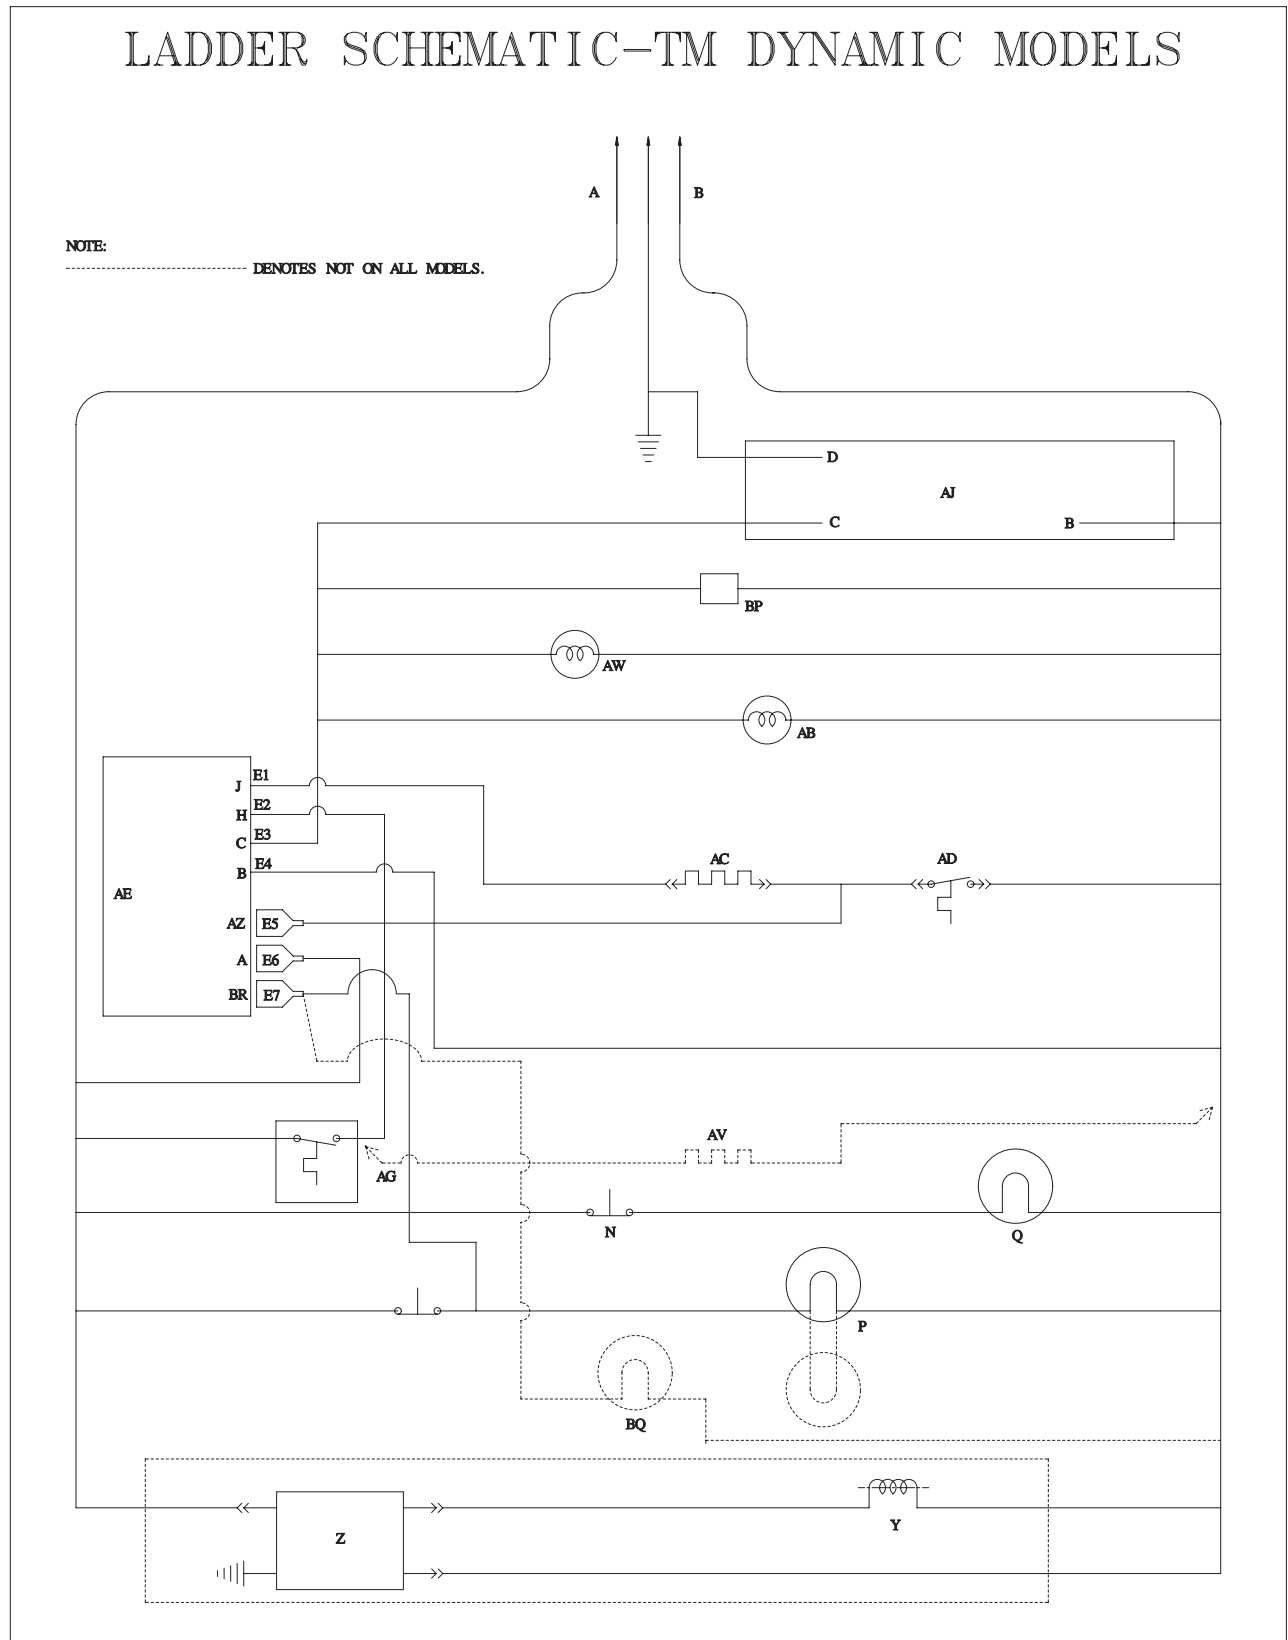 LADDER SCHEMATIC-TM DYNAMIC MODELS
A B
NOTE:
DENOTES NOT ON ALL MODELS.
D
AJ
C B
BP
AW
AB
E1
J
E2
H
E3
C
E4
B
AC AD
AE
AZ E5
A E6
BR E7
AV
AG
N Q
P
BQ
Y
Z